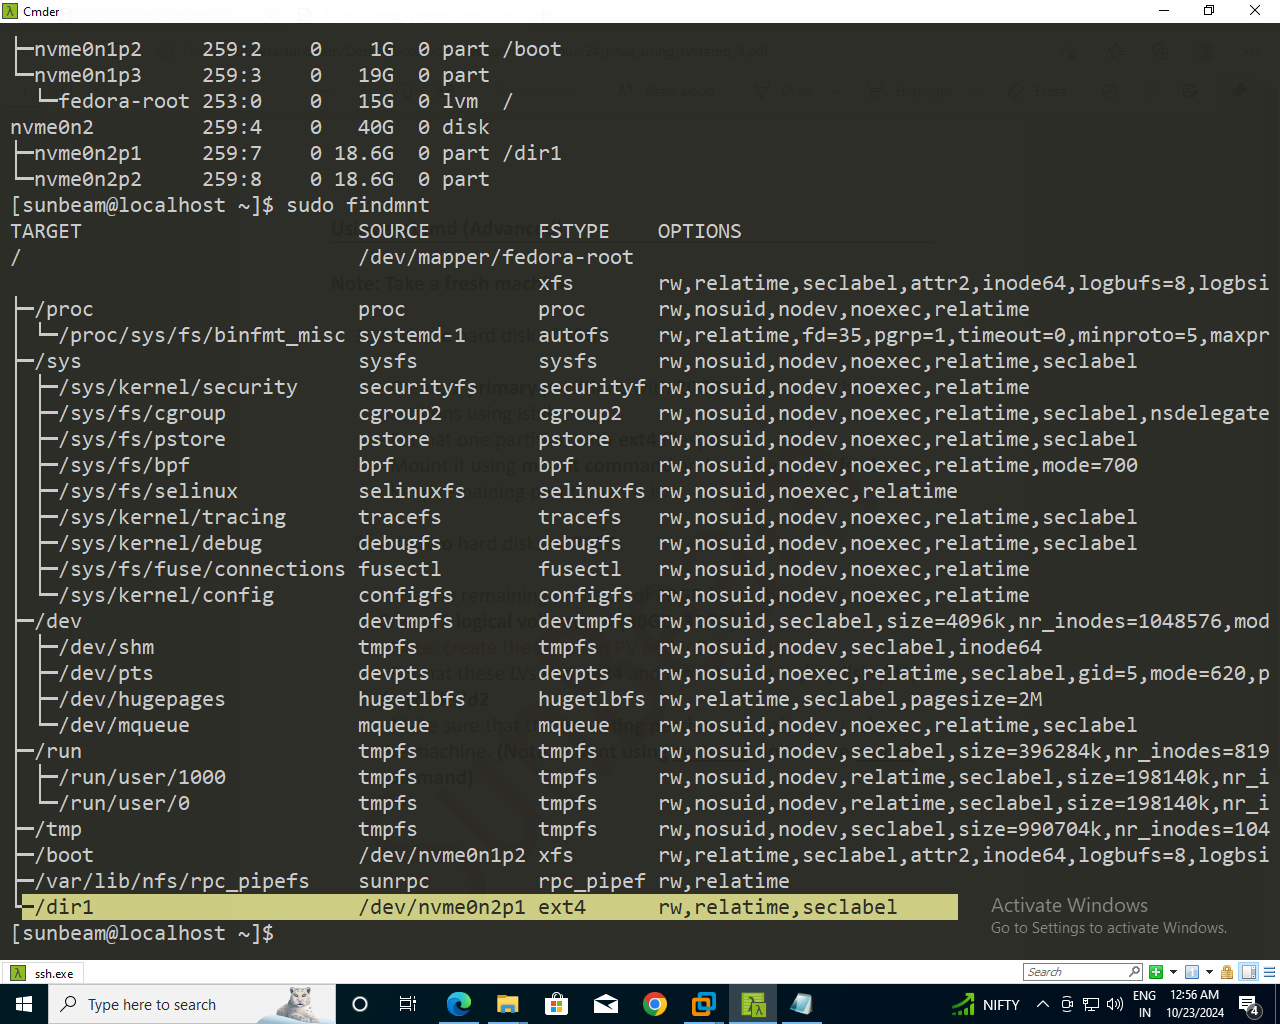 Cmder
├─nvme0n1p2     259:2    0    1G  0 part /boot
└─nvme0n1p3     259:3    0   19G  0 part
  └─fedora-root 253:0    0   15G  0 lvm  /
nvme0n2         259:4    0   40G  0 disk
├─nvme0n2p1     259:7    0 18.6G  0 part /dir1
└─nvme0n2p2     259:8    0 18.6G  0 part
[sunbeam@localhost ~]$ sudo findmnt
TARGET                       SOURCE         FSTYPE    OPTIONS
/                            /dev/mapper/fedora-root
                                            xfs       rw,relatime,seclabel,attr2,inode64,logbufs=8,logbsi
├─/proc                      proc           proc      rw,nosuid,nodev,noexec,relatime
│ └─/proc/sys/fs/binfmt_misc systemd-1      autofs    rw,relatime,fd=35,pgrp=1,timeout=0,minproto=5,maxpr
├─/sys                       sysfs          sysfs     rw,nosuid,nodev,noexec,relatime,seclabel
│ ├─/sys/kernel/security     securityfs     securityf rw,nosuid,nodev,noexec,relatime
│ ├─/sys/fs/cgroup           cgroup2        cgroup2   rw,nosuid,nodev,noexec,relatime,seclabel,nsdelegate
│ ├─/sys/fs/pstore           pstore         pstore    rw,nosuid,nodev,noexec,relatime,seclabel
│ ├─/sys/fs/bpf              bpf            bpf       rw,nosuid,nodev,noexec,relatime,mode=700
│ ├─/sys/fs/selinux          selinuxfs      selinuxfs rw,nosuid,noexec,relatime
│ ├─/sys/kernel/tracing      tracefs        tracefs   rw,nosuid,nodev,noexec,relatime,seclabel
│ ├─/sys/kernel/debug        debugfs        debugfs   rw,nosuid,nodev,noexec,relatime,seclabel
│ ├─/sys/fs/fuse/connections fusectl        fusectl   rw,nosuid,nodev,noexec,relatime
│ └─/sys/kernel/config       configfs       configfs  rw,nosuid,nodev,noexec,relatime
├─/dev                       devtmpfs       devtmpfs  rw,nosuid,seclabel,size=4096k,nr_inodes=1048576,mod
│ ├─/dev/shm                 tmpfs          tmpfs     rw,nosuid,nodev,seclabel,inode64
│ ├─/dev/pts                 devpts         devpts    rw,nosuid,noexec,relatime,seclabel,gid=5,mode=620,p
│ ├─/dev/hugepages           hugetlbfs      hugetlbfs rw,relatime,seclabel,pagesize=2M
│ └─/dev/mqueue              mqueue         mqueue    rw,nosuid,nodev,noexec,relatime,seclabel
├─/run                       tmpfs          tmpfs     rw,nosuid,nodev,seclabel,size=396284k,nr_inodes=819
│ ├─/run/user/1000           tmpfs          tmpfs     rw,nosuid,nodev,relatime,seclabel,size=198140k,nr_i
│ └─/run/user/0              tmpfs          tmpfs     rw,nosuid,nodev,relatime,seclabel,size=198140k,nr_i
├─/tmp                       tmpfs          tmpfs     rw,nosuid,nodev,seclabel,size=990704k,nr_inodes=104
├─/boot                      /dev/nvme0n1p2 xfs       rw,relatime,seclabel,attr2,inode64,logbufs=8,logbsi
├─/var/lib/nfs/rpc_pipefs    sunrpc         rpc_pipef rw,relatime
└─/dir1                      /dev/nvme0n2p1 ext4      rw,relatime,seclabel
[sunbeam@localhost ~]$
Activate Windows
Go to Settings to activate Windows.
ssh.exe
Search
Type here to search
NIFTY
ENG
IN
12:56 AM
10/23/2024
4